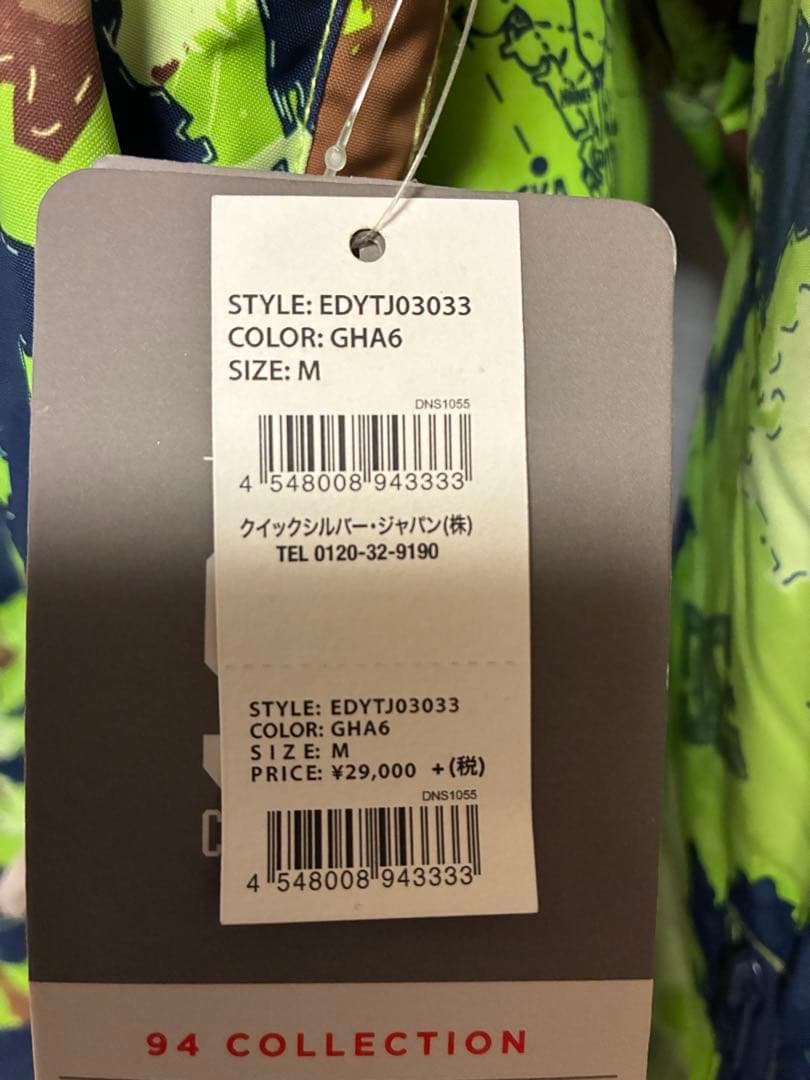 STYLE: EDYTJ03033
COLOR: GHA6
SIZE: M
DNS1055
4 548008 943333
クイックシルバー・ジャパン(株)
TEL 0120-32-9190
STYLE: EDYTJ03033
COLOR: GHA6
SIZE: M
PRICE: ¥29,000 +(税)
DNS1055
4 548008 943333
94 COLLECTION